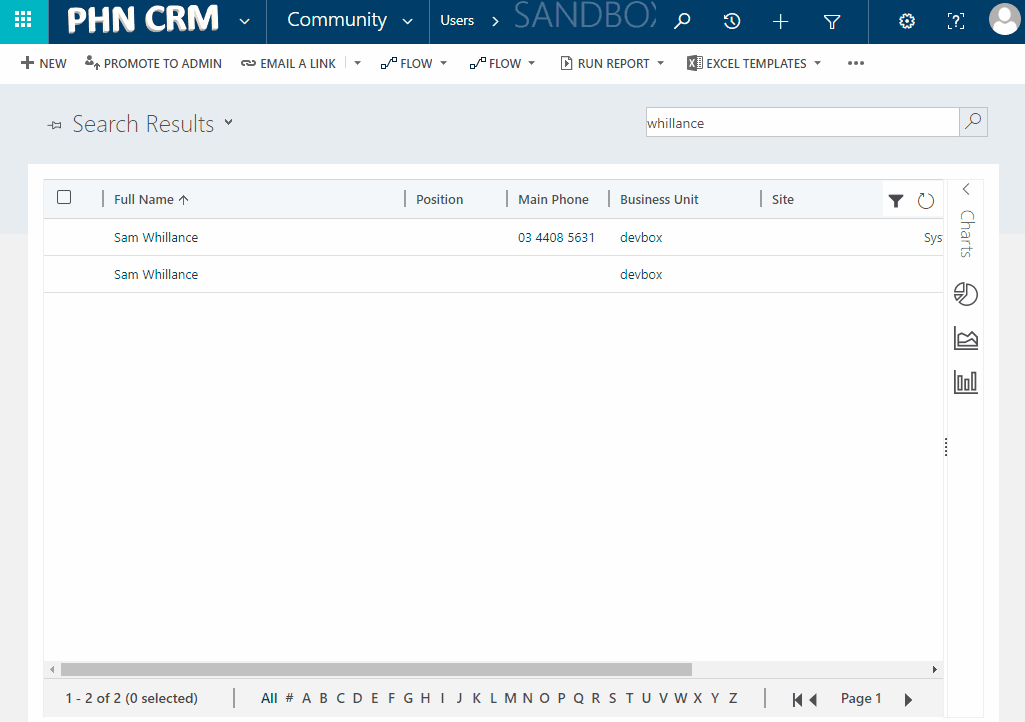 PHN CRM Community Users SANDBOX
NEW PROMOTE TO ADMIN EMAIL A LINK FLOW FLOW RUN REPORT EXCEL TEMPLATES
Search Results
whillance
Full Name Position Main Phone Business Unit Site
Sam Whillance 03 4408 5631 devbox Sys
Sam Whillance devbox
Charts
1 - 2 of 2 (0 selected) All # A B C D E F G H I J K L M N O P Q R S T U V W X Y Z Page 1